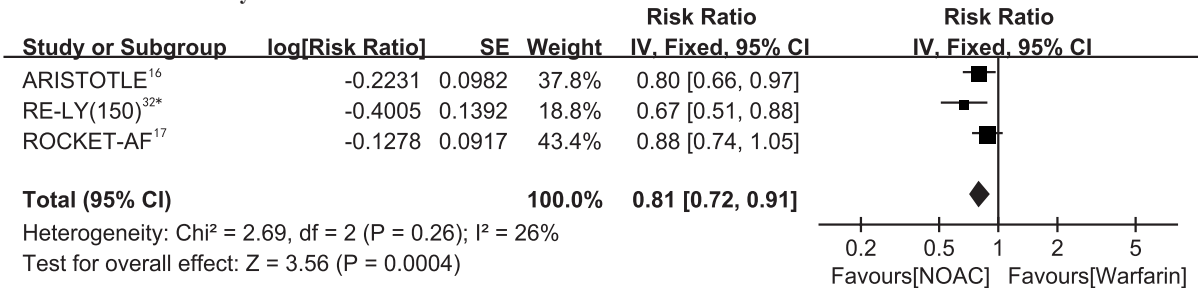 Risk Ratio Risk Ratio
Study or Subgroup log[Risk Ratio] SE Weight IV, Fixed, 95% CI IV, Fixed, 95% CI
ARISTOTLE16 -0.2231 0.0982 37.8% 0.80 [0.66, 0.97]
RE-LY(150)32* -0.4005 0.1392 18.8% 0.67 [0.51, 0.88]
ROCKET-AF17 -0.1278 0.0917 43.4% 0.88 [0.74, 1.05]
Total (95% CI) 100.0% 0.81 [0.72, 0.91]
Heterogeneity: Chi² = 2.69, df = 2 (P = 0.26); I² = 26%
Test for overall effect: Z = 3.56 (P = 0.0004)
0.2 0.5 1 2 5
Favours[NOAC] Favours[Warfarin]